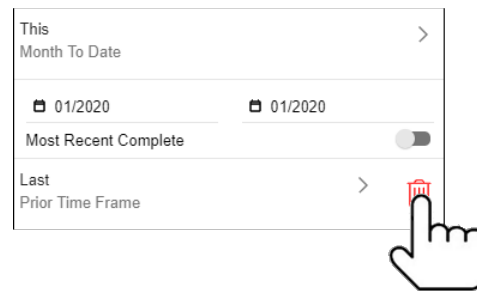 This
Month To Date
01/2020 01/2020
Most Recent Complete
Last
Prior Time Frame